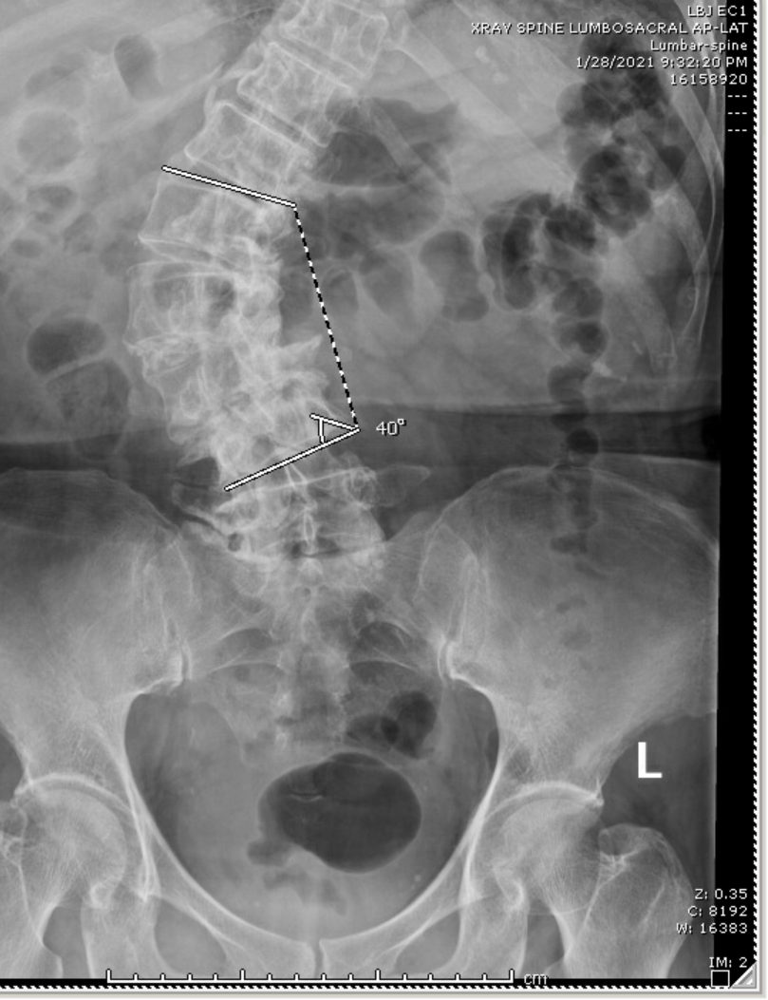 LBJ EC1
XRAY SPINE LUMBOSACRAL AP-LAT
Lumbar-spine
1/28/2021 9:32:20 PM
16158920
---
---
---
40°
L
Z: 0.35
C: 8192
W: 16383
IM: 2
cm